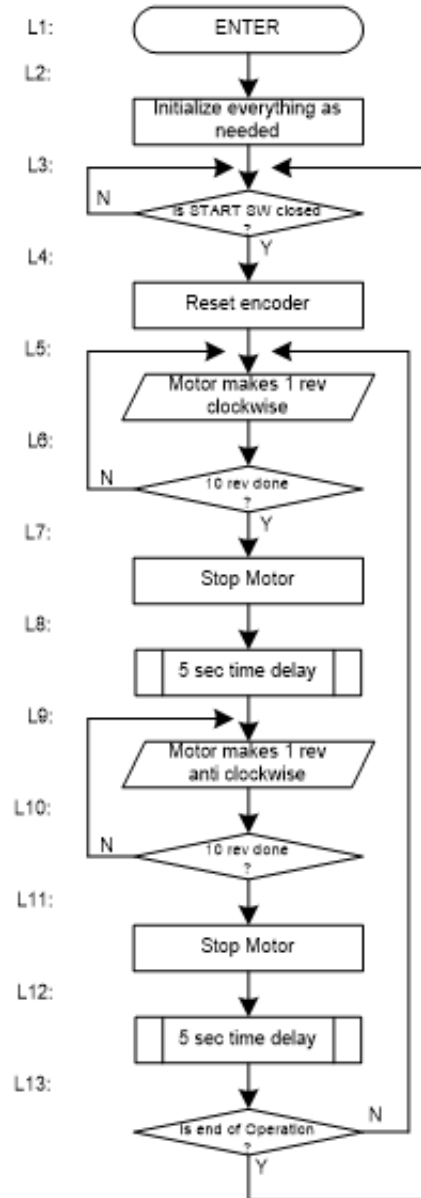 L1:
ENTER
L2:
Initialize everything as
needed
L3:
N
Is START SW closed
?
Y
L4:
Reset encoder
L5:
Motor makes 1 rev
clockwise
L6:
N
10 rev done
?
Y
L7:
Stop Motor
L8:
5 sec time delay
L9:
Motor makes 1 rev
anti clockwise
L10:
N
10 rev done
?
L11:
Stop Motor
L12:
5 sec time delay
L13:
N
Is end of Operation
?
Y